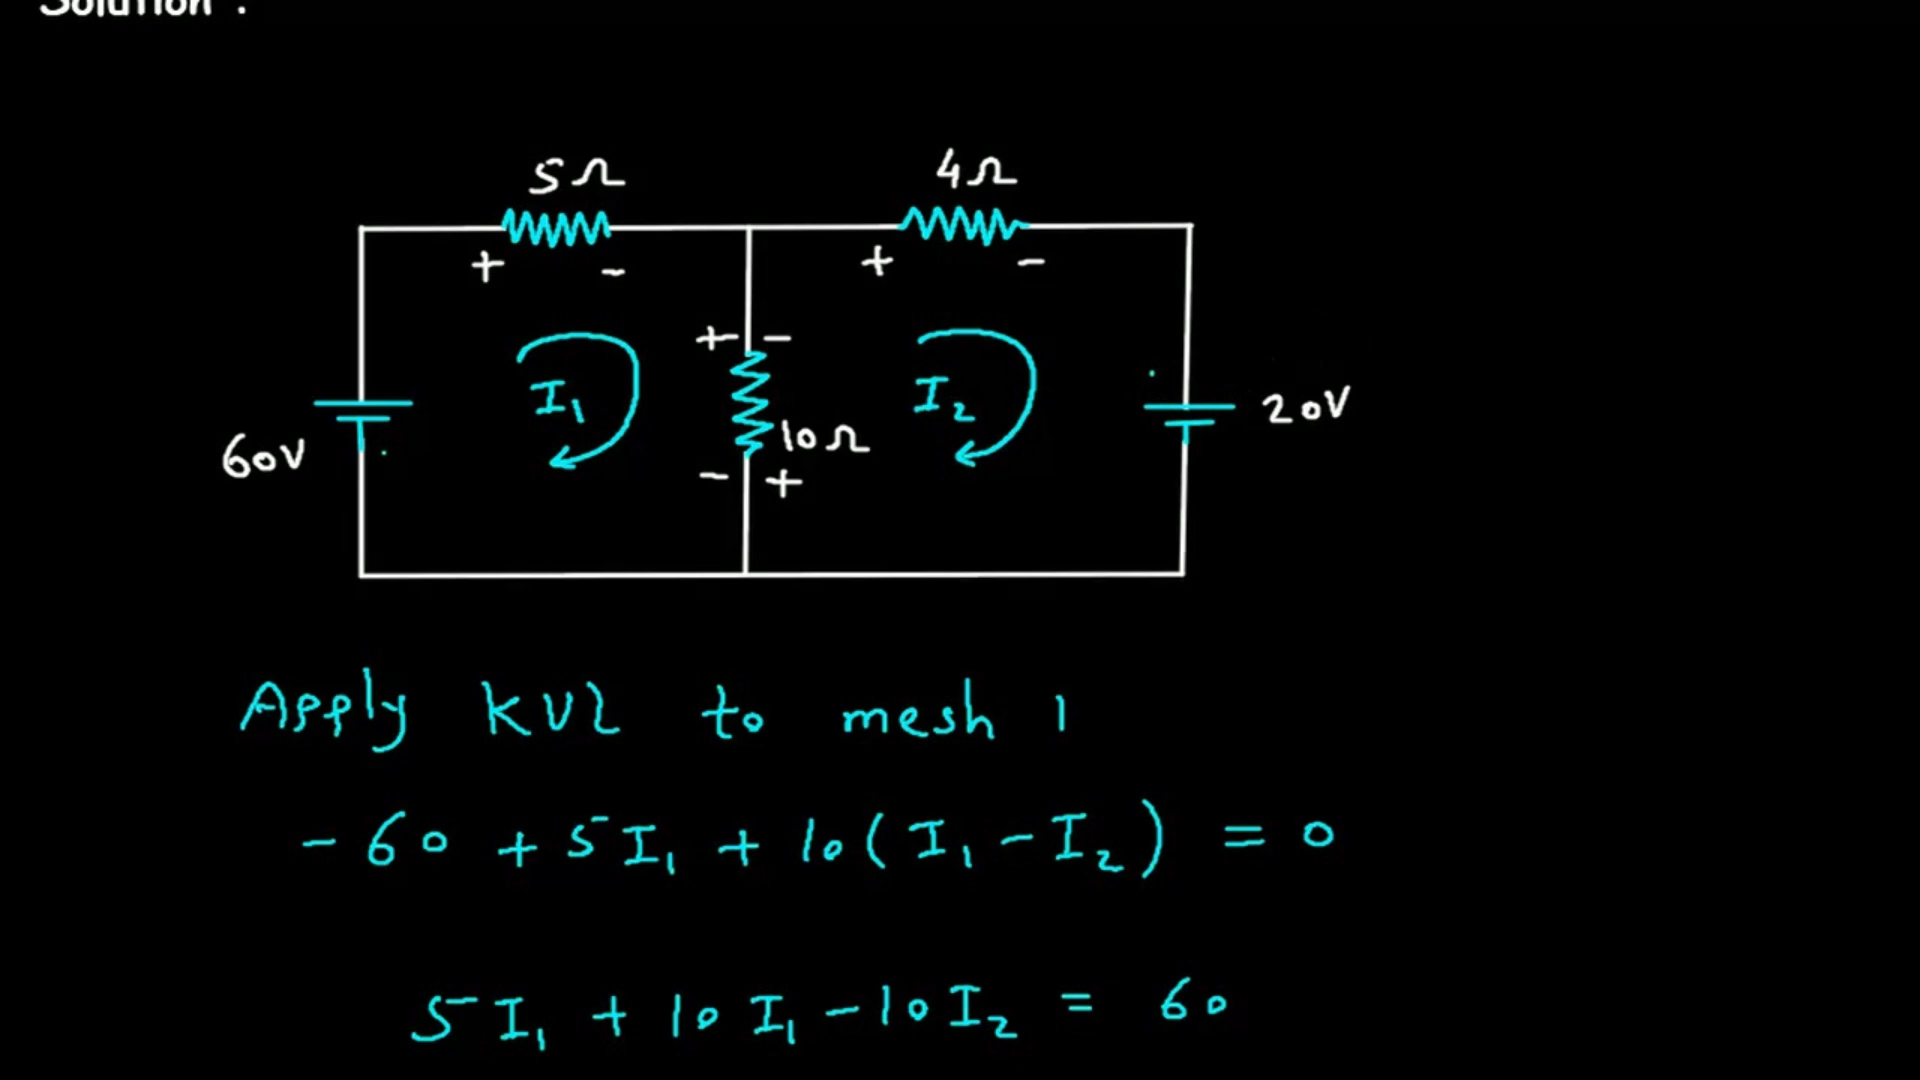 Solution :
5Ω 4Ω
+ - + -
+ -
I₁ I₂
60V 10Ω 20V
- +
Apply KVL to mesh 1
- 60 + 5I₁ + 10(I₁ - I₂) = 0
5I₁ + 10I₁ - 10I₂ = 60